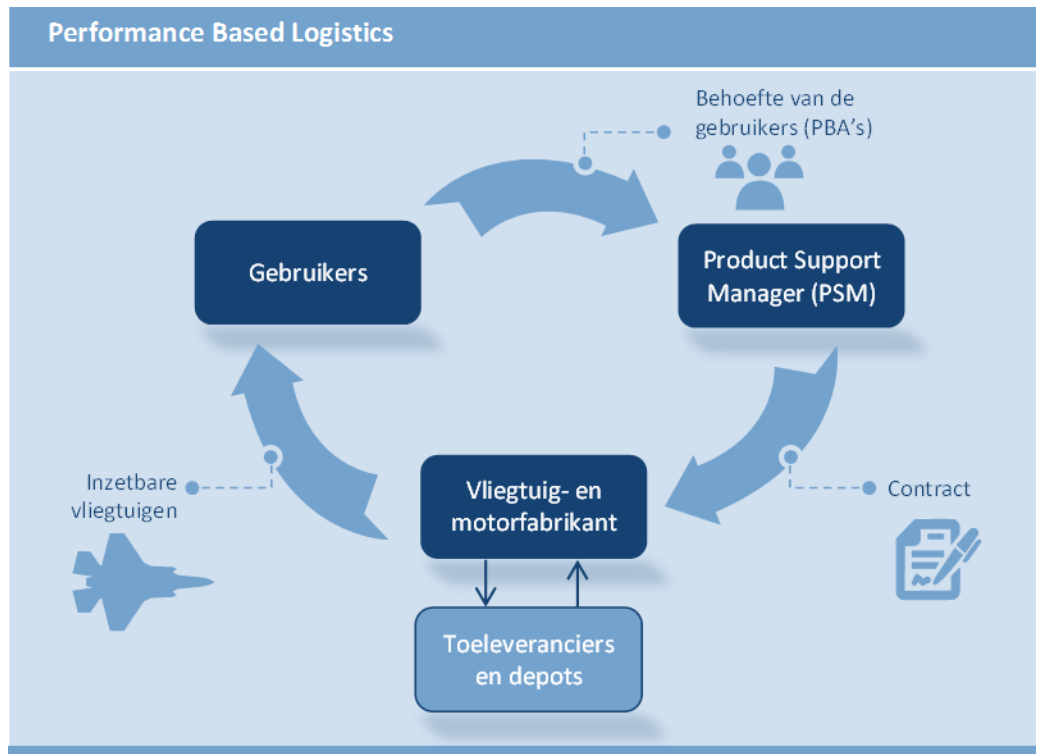 Performance Based Logistics
Behoefte van de
gebruikers (PBA's)
Gebruikers
Product Support
Manager (PSM)
Inzetbare
vliegtuigen
Vliegtuig- en
motorfabrikant
Contract
Toeleveranciers
en depots